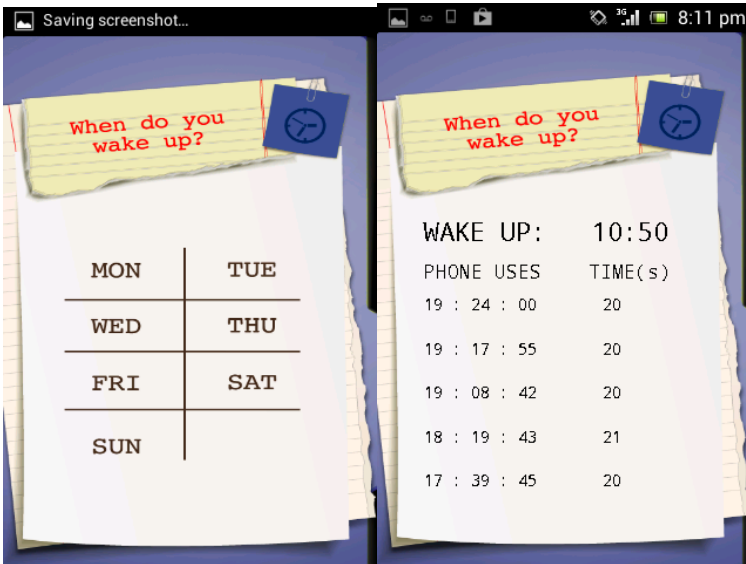 Saving screenshot…
When do you
wake up?
MON TUE
WED THU
FRI SAT
SUN
3G 8:11 pm
When do you
wake up?
WAKE UP: 10:50
PHONE USES TIME(s)
19 : 24 : 00 20
19 : 17 : 55 20
19 : 08 : 42 20
18 : 19 : 43 21
17 : 39 : 45 20